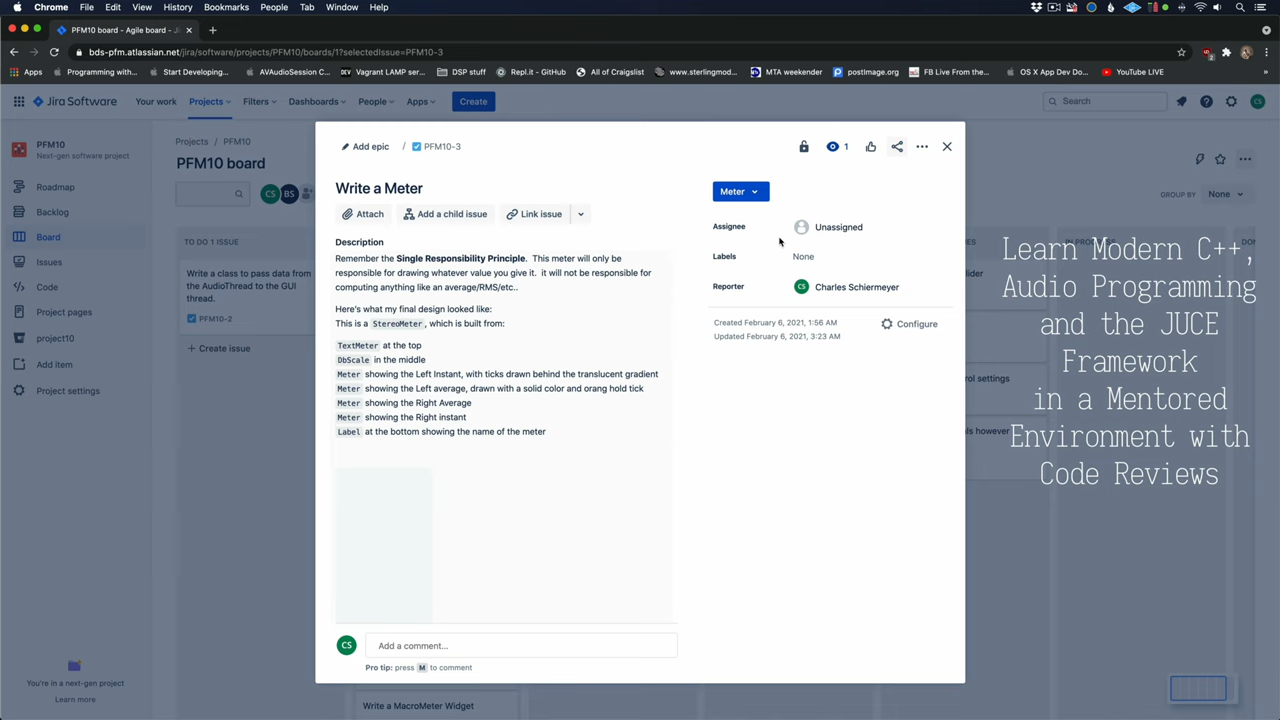 Chrome File Edit View History Bookmarks People Tab Window Help
PFM10 board - Agile board - J
bds-pfm.atlassian.net/jira/software/projects/PFM10/boards/1?selectedIssue=PFM10-3
Apps Programming with... Start Developing... AVAudioSession C... DEV Vagrant LAMP ser... DSP stuff Repl.it - GitHub All of Craigslist www.sterlingmod... MTA weekender postimage.org FB Live From the... OS X App Dev Do... YouTube LIVE »
Jira Software Your work Projects Filters Dashboards People Apps Create Search CS
PFM10
Next-gen software project
Roadmap
Backlog
Board
Issues
Code
Project pages
project10
Add item
Project settings
You're in a next-gen project
Learn more
Projects / PFM10
PFM10 board
CS BS
GROUP BY None
TO DO 1 ISSUE
Write a class to pass data from
the AudioThread to the GUI
thread.
PFM10-2
+ Create issue
Add epic / PFM10-3
1
Write a Meter
Attach Add a child issue Link issue
Description
Remember the Single Responsibility Principle. This meter will only be
responsible for drawing whatever value you give it. it will not be responsible for
computing anything like an average/RMS/etc..
Here's what my final design looked like:
This is a StereoMeter, which is built from:
TextMeter at the top
DbScale in the middle
Meter showing the Left Instant, with ticks drawn behind the translucent gradient
Meter showing the Left average, drawn with a solid color and orang hold tick
Meter showing the Right Average
Meter showing the Right instant
Label at the bottom showing the name of the meter
CS Add a comment...
Pro tip: press M to comment
Meter
Assignee Unassigned
Labels None
Reporter CS Charles Schiermeyer
Created February 6, 2021, 1:56 AM
Updated February 6, 2021, 3:23 AM
Configure
Write a MacroMeter Widget
Learn Modern C++,
Audio Programming
and the JUCE
Framework
in a Mentored
Environment with
Code Reviews